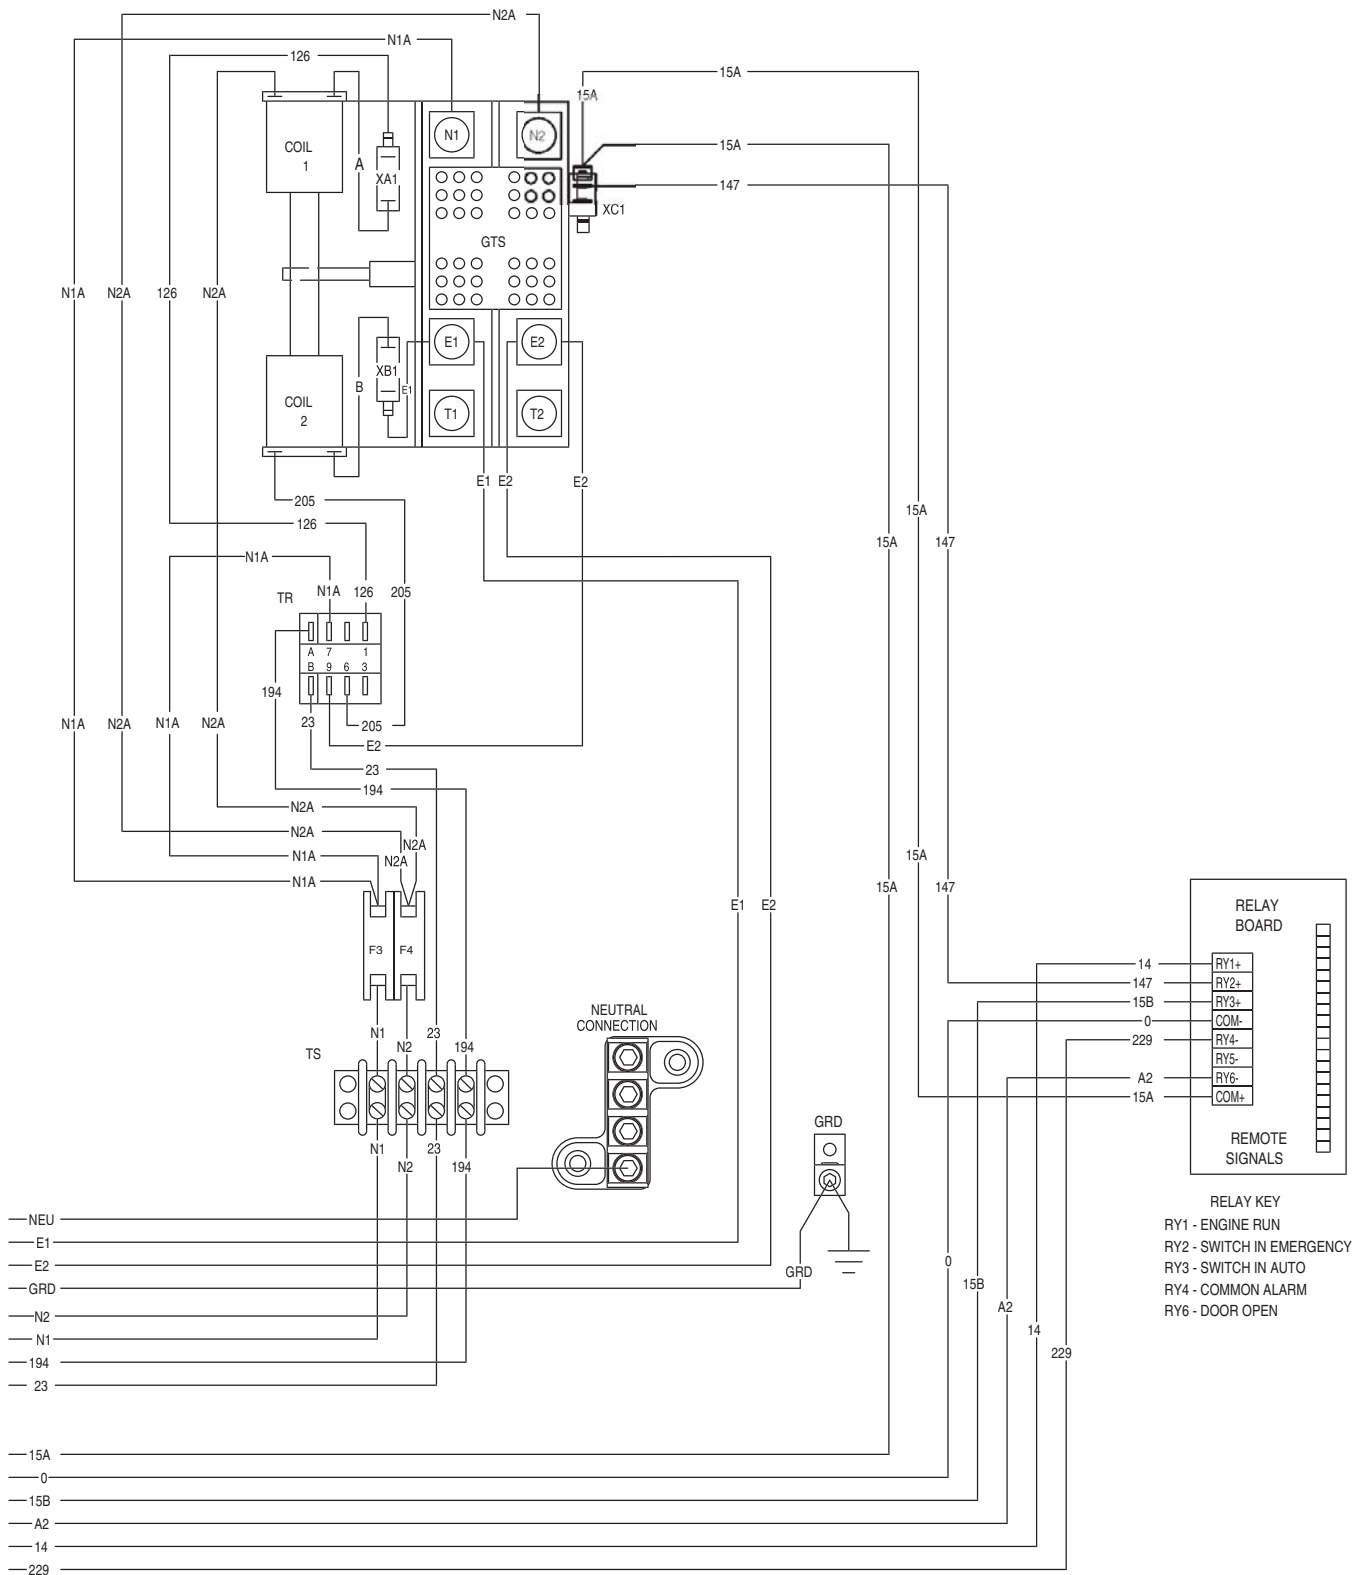 N2A
N1A
126
15A
15A
COIL
1
A
XA1
N1
N2
15A
147
XC1
GTS
N1A
N2A
126
N2A
E1
E2
B
XB1
E1
COIL
2
T1
T2
E1
E2
E2
205
126
15A
15A
147
N1A
TR
N1A
126
205
A
7
1
B
9
6
3
194
N1A
N2A
N1A
N2A
23
205
E2
23
194
N2A
N2A
N2A
N1A
N2A
N1A
15A
15A
147
E1
E2
F3
F4
RELAY
BOARD
14
RY1+
147
RY2+
15B
RY3+
0
COM-
229
RY4-
RY5-
A2
RY6-
15A
COM+
REMOTE
SIGNALS
NEUTRAL
CONNECTION
N1
N2
23
194
TS
N1
N2
23
194
GRD
GRD
RELAY KEY
RY1 - ENGINE RUN
RY2 - SWITCH IN EMERGENCY
RY3 - SWITCH IN AUTO
RY4 - COMMON ALARM
RY6 - DOOR OPEN
0
15B
A2
14
229
NEU
E1
E2
GRD
N2
N1
194
23
15A
0
15B
A2
14
229